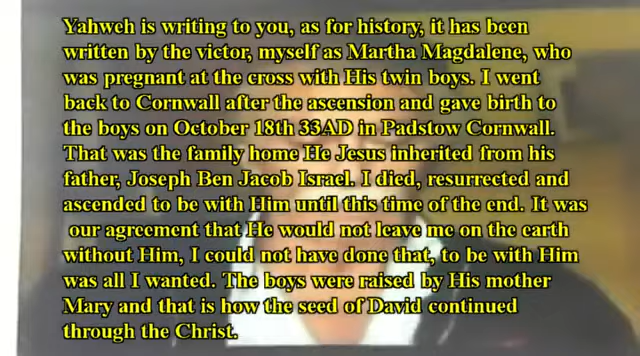 Yahweh is writing to you, as for history, it has been
written by the victor, myself as Martha Magdalene, who
was pregnant at the cross with His twin boys. I went
back to Cornwall after the ascension and gave birth to
the boys on October 18th 33AD in Padstow Cornwall.
That was the family home He Jesus inherited from his
father, Joseph Ben Jacob Israel. I died, resurrected and
ascended to be with Him until this time of the end. It was
our agreement that He would not leave me on the earth
without Him, I could not have done that, to be with Him
was all I wanted. The boys were raised by His mother
Mary and that is how the seed of David continued
through the Christ.